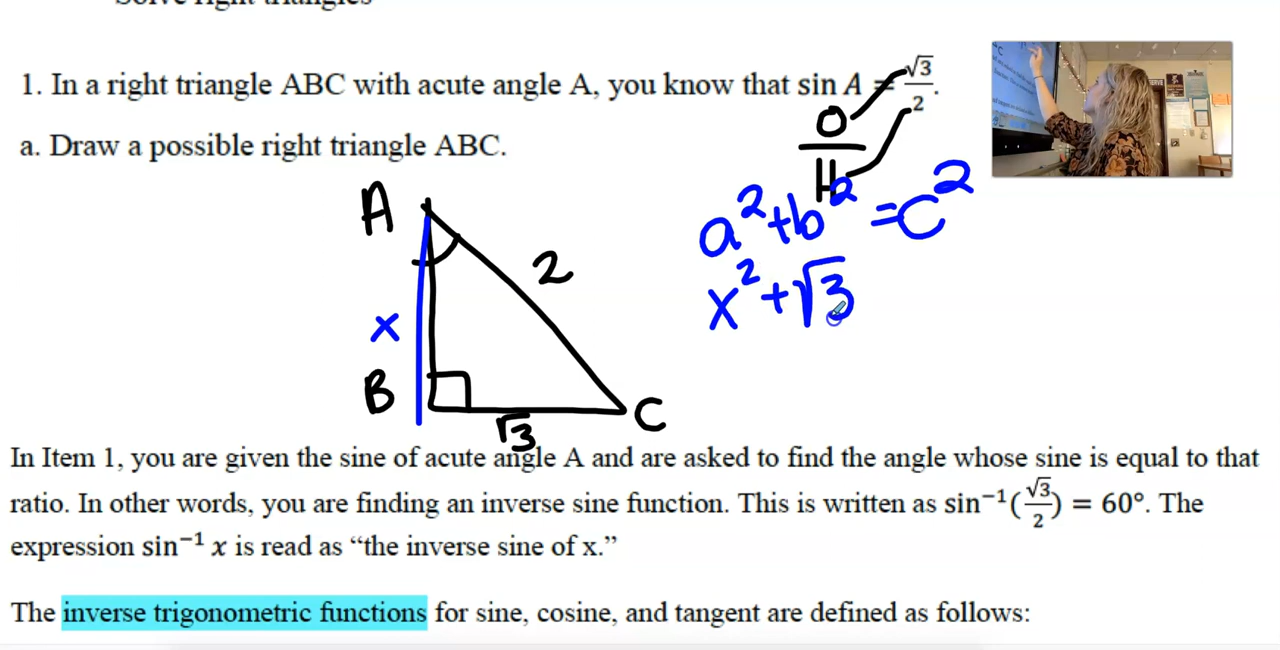 Solve right triangles
1. In a right triangle ABC with acute angle A, you know that sin A = √3/2.
O
H
a. Draw a possible right triangle ABC.
a² + b² = c²
A
2
x² + √3
x
B
C
√3
In Item 1, you are given the sine of acute angle A and are asked to find the angle whose sine is equal to that
ratio. In other words, you are finding an inverse sine function. This is written as sin⁻¹(√3/2) = 60°. The
expression sin⁻¹ x is read as “the inverse sine of x.”
The inverse trigonometric functions for sine, cosine, and tangent are defined as follows: